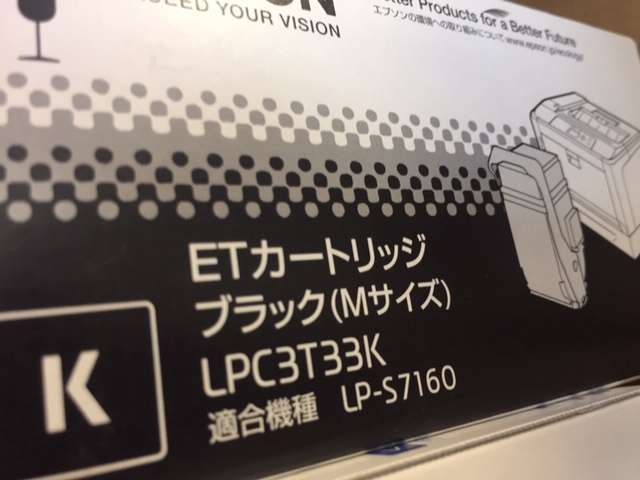 EXCEED YOUR VISION
Better Products for a Better Future
エプソンの環境への取り組みについて www.epson.jp/ecology/
ETカートリッジ
ブラック(Mサイズ)
K
LPC3T33K
適合機種 LP-S7160